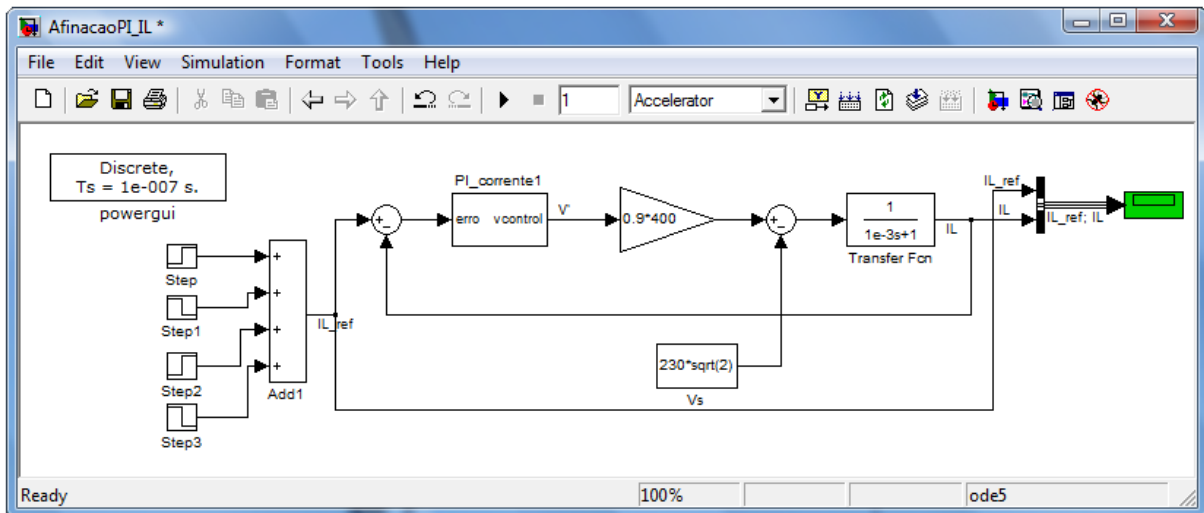 AfinacaoPI_IL *
File Edit View Simulation Format Tools Help
1
Accelerator
Discrete,
Ts = 1e-007 s.
powergui
Step
Step1
Step2
Step3
+
+
+
+
Add1
IL_ref
PI_corrente1
erro vcontrol
V'
0.9*400
1
1e-3s+1
Transfer Fcn
IL
230*sqrt(2)
Vs
IL_ref
IL
IL_ref; IL
Ready
100%
ode5